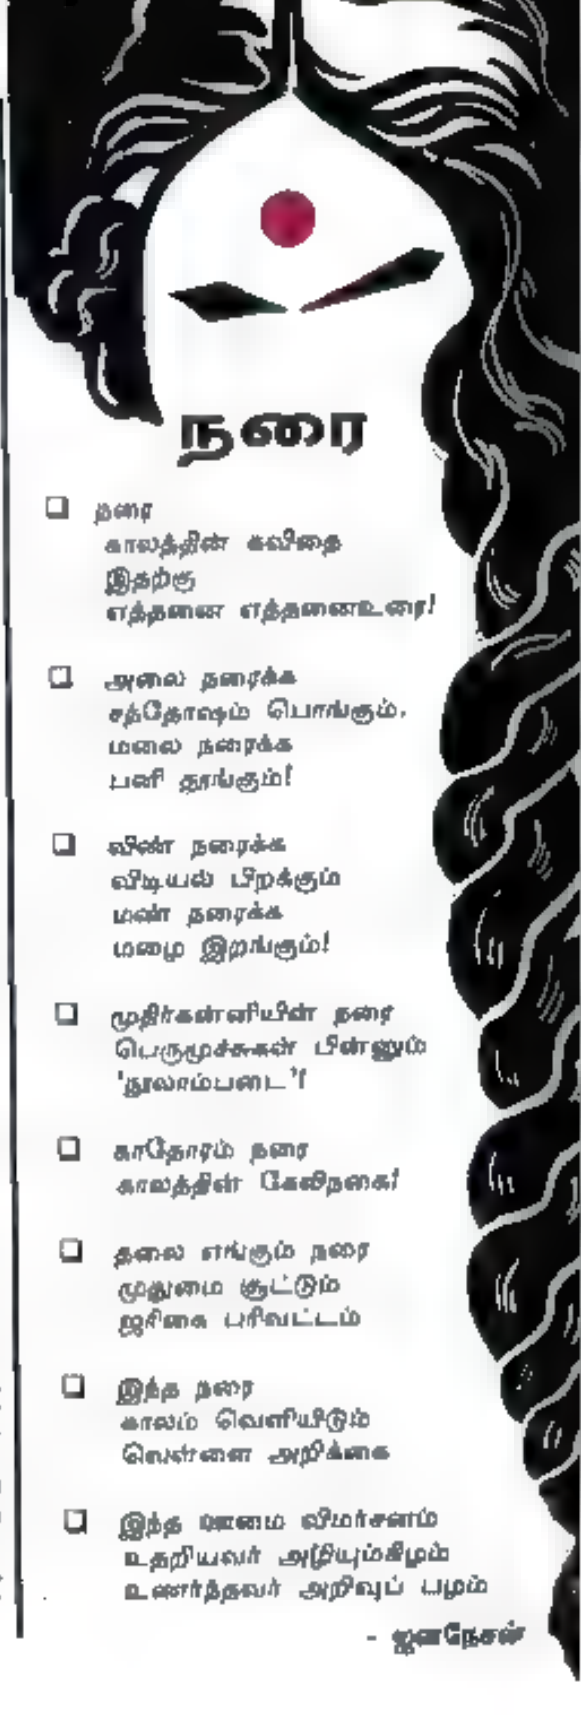 நரை
❑ நரை
காலத்தின் கவிதை
இதற்கு
எத்தனை எத்தனைஉரை!
❑ அலை நரைக்க
சந்தோஷம் பொங்கும்.
மலை நரைக்க
பனி தூங்கும்!
❑ விண் நரைக்க
விடியல் பிறக்கும்
மண் நரைக்க
மழை இறங்கும்!
❑ முதிர்கன்னியின் நரை
பெருமூச்சுகள் பின்னும்
'நூலாம்படை'!
❑ காதோரம் நரை
காலத்தின் கேலிநகை!
❑ தலை எங்கும் நரை
முதுமை சூட்டும்
ஜரிகை பரிவட்டம்
❑ இந்த நரை
காலம் வெளியிடும்
வெள்ளை அறிக்கை
❑ இந்த ஊமை விமர்சனம்
உதறியவர் அழியும்கிழம்
உணர்ந்தவர் அறிவுப் பழம்
- ஜனநேசன்